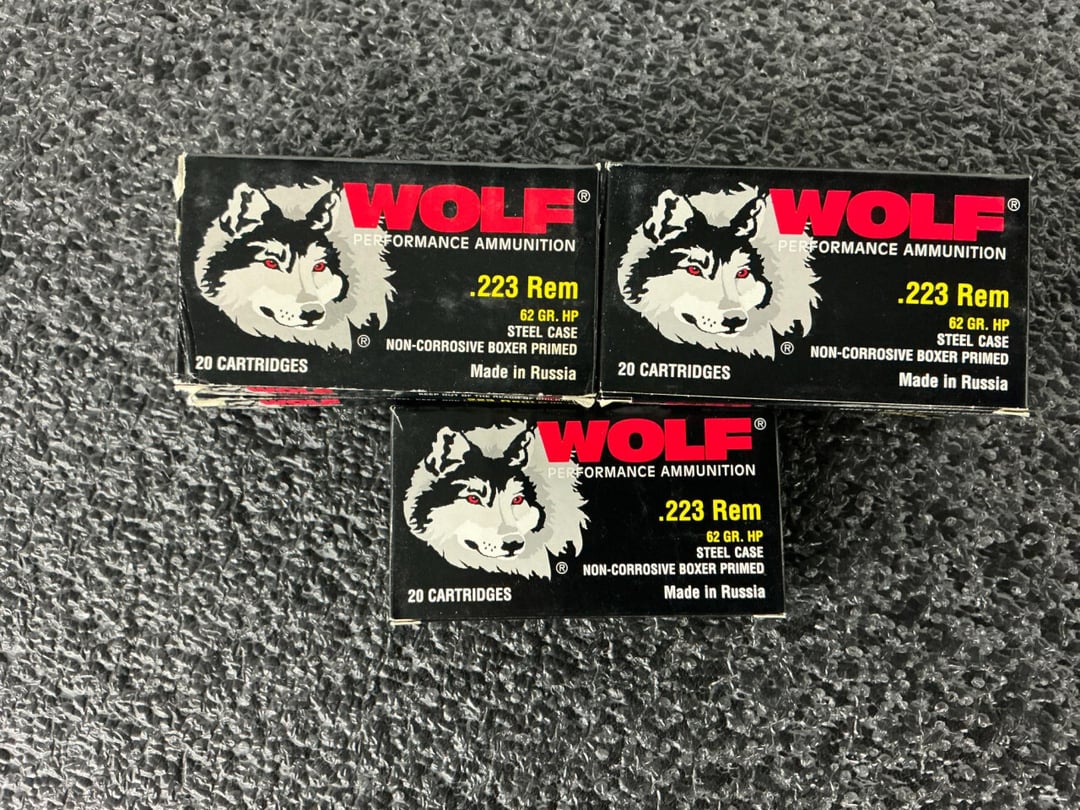 WOLF®
PERFORMANCE AMMUNITION
.223 Rem
62 GR. HP
STEEL CASE
NON-CORROSIVE BOXER PRIMED
®
20 CARTRIDGES
Made in Russia
WOLF®
PERFORMANCE AMMUNITION
.223 Rem
62 GR. HP
STEEL CASE
NON-CORROSIVE BOXER PRIMED
®
20 CARTRIDGES
Made in Russia
WOLF®
PERFORMANCE AMMUNITION
.223 Rem
62 GR. HP
STEEL CASE
NON-CORROSIVE BOXER PRIMED
®
20 CARTRIDGES
Made in Russia